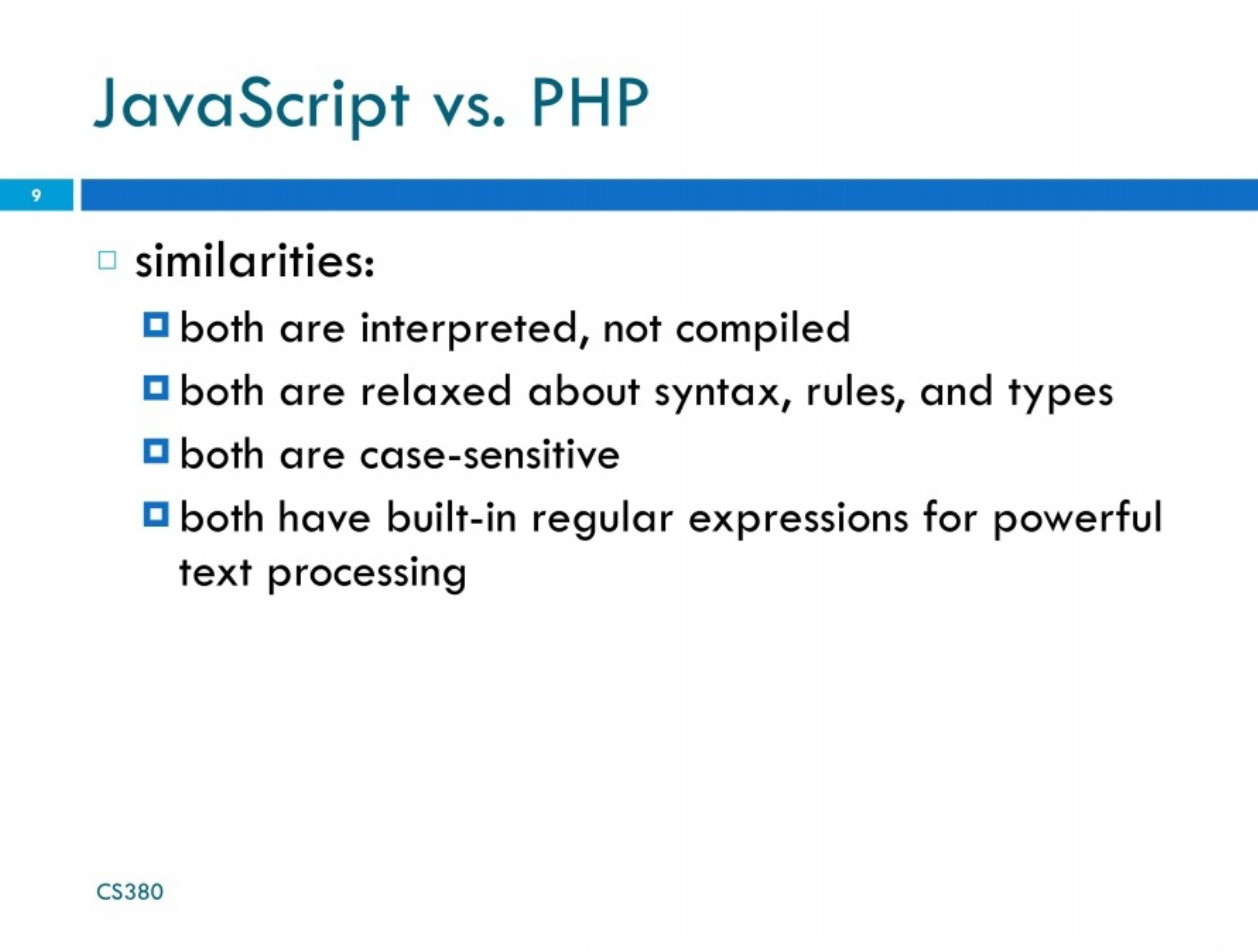 JavaScript vs. PHP
9
similarities:
both are interpreted, not compiled
both are relaxed about syntax, rules, and types
both are case-sensitive
both have built-in regular expressions for powerful
text processing
CS380